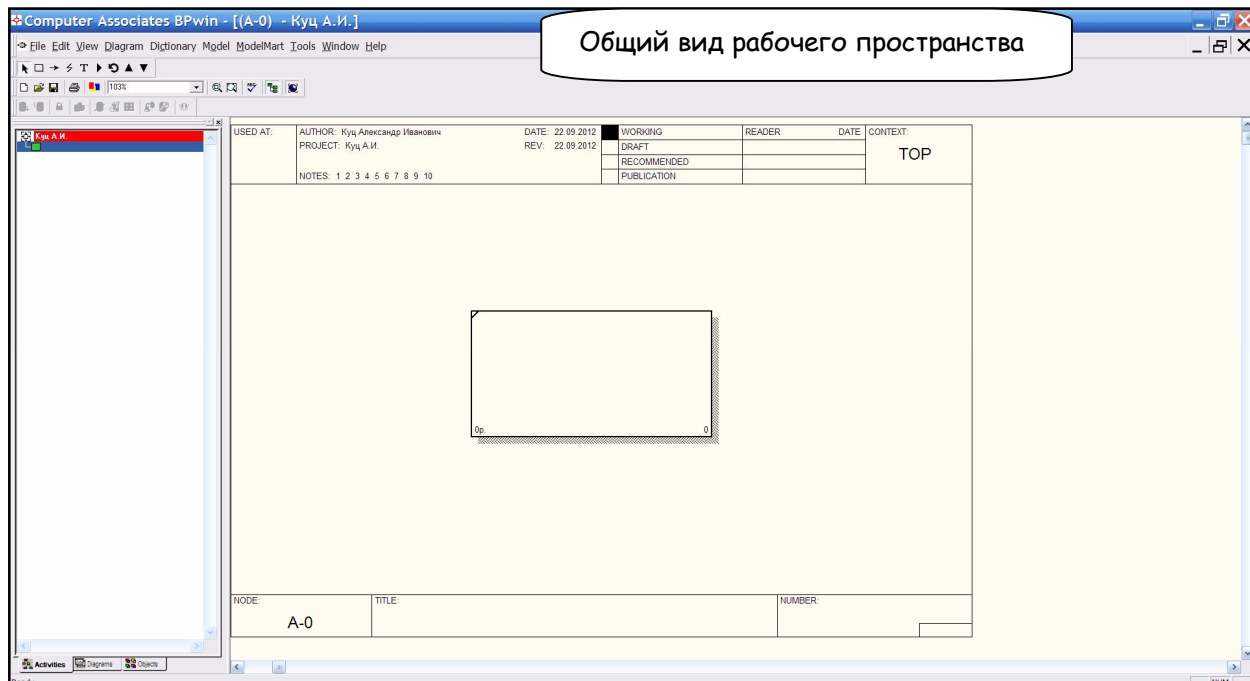 Computer Associates BPwin - [(A-0) - Куц А.И.]
Общий вид рабочего пространства
File Edit View Diagram Dictionary Model ModelMart Tools Window Help
103%
Куц А.И.
USED AT:
AUTHOR: Куц Александр Иванович
DATE: 22.09.2012
PROJECT: Куц А.И.
REV: 22.09.2012
NOTES: 1 2 3 4 5 6 7 8 9 10
WORKING
DRAFT
RECOMMENDED
PUBLICATION
READER
DATE
CONTEXT:
TOP
0р.
0
NODE:
A-0
TITLE:
NUMBER:
Activities
Diagrams
Objects